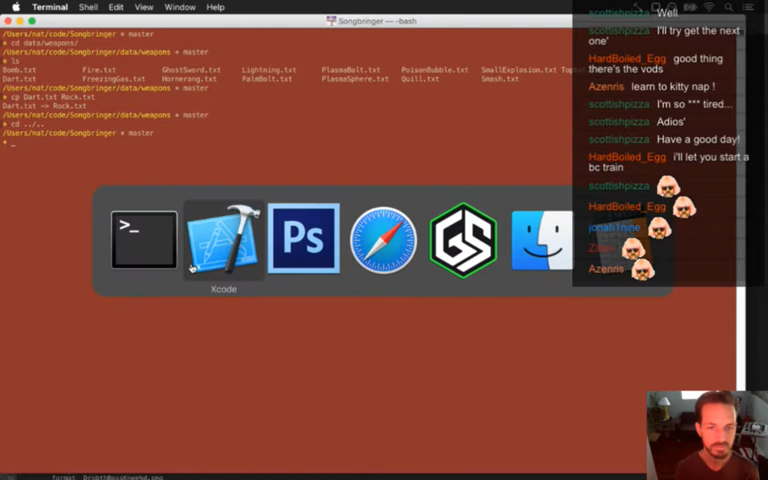 Terminal Shell Edit View Window Help
Songbringer — -bash
/Users/nat/code/Songbringer * master
+ cd data/weapons/
/Users/nat/code/Songbringer/data/weapons * master
+ ls
Bomb.txt Fire.txt GhostSword.txt Lightning.txt PlasmaBolt.txt PoisonBubble.txt SmallExplosion.txt
Dart.txt FreezingGas.txt Hornerang.txt PalmBolt.txt PlasmaSphere.txt Quill.txt Smash.txt
/Users/nat/code/Songbringer/data/weapons * master
+ cp Dart.txt Rock.txt
Dart.txt -> Rock.txt
/Users/nat/code/Songbringer/data/weapons * master
+ cd ../..
/Users/nat/code/Songbringer * master
+ _
>_
Ps
GS
Xcode
scottishpizza Well
scottishpizza I'll try get the next
one'
HardBoiled_Egg good thing
there's the vods
Azenris learn to kitty nap !
scottishpizza I'm so *** tired...
scottishpizza Adios'
scottishpizza Have a good day!
HardBoiled_Egg i'll let you start a
bc train
scottishpizza
HardBoiled_Egg
jonah1nine
Azenris
format